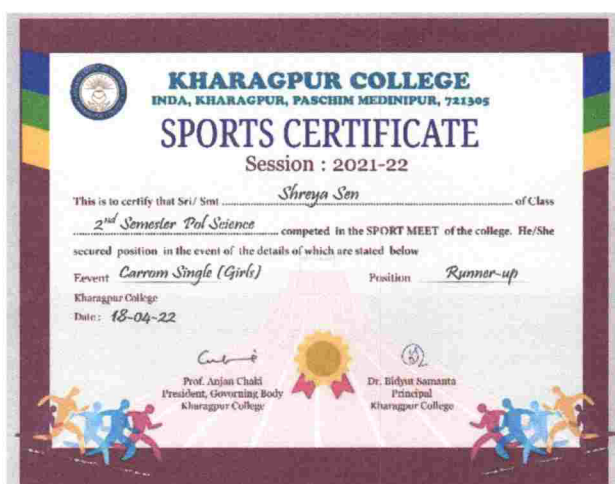 KHARAGPUR COLLEGE
INDA, KHARAGPUR, PASCHIM MEDINIPUR, 721305
SPORTS CERTIFICATE
Session : 2021-22
This is to certify that Sri/ Smt Shreya Sen of Class
2nd Semester Pol Science competed in the SPORT MEET of the college. He/She
secured position in the event of the details of which are stated below
Eevent Carrom Single (Girls) Position Runner-up
Kharagpur College
Date: 18-04-22
Prof. Anjan Chaki Dr. Bidyut Samanta
President, Governing Body Principal
Kharagpur College Kharagpur College